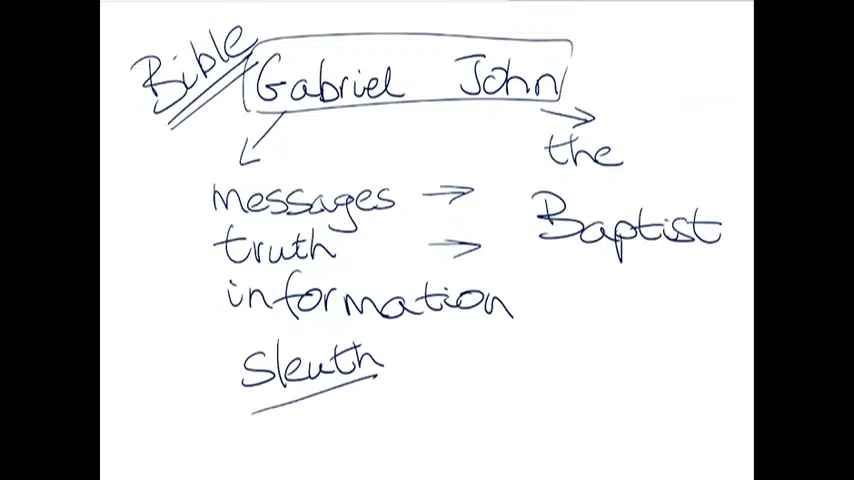 Bible
Gabriel John
the
messages → Baptist
truth →
information
sleuth